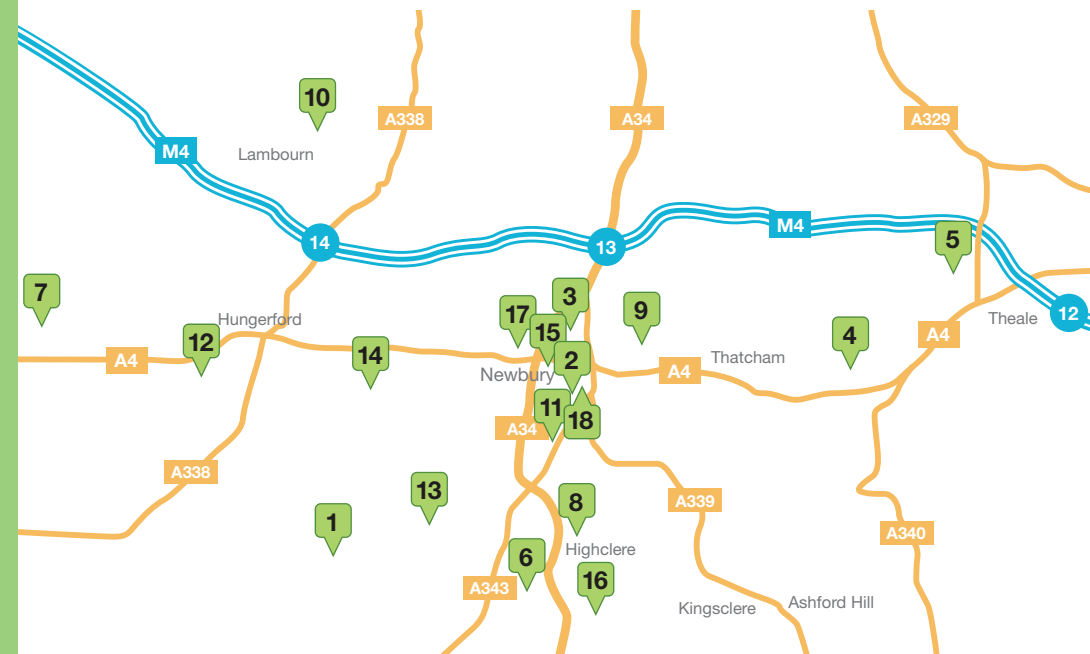 10
A338
A34
A329
M4
Lambourn
M4
14
13
5
7
3
9
12
17
Hungerford
Theale
15
4
A4
12
14
2
Thatcham
A4
Newbury
A4
11
18
A34
A338
13
8
A339
1
A340
Highclere
6
16
A343
Kingsclere
Ashford Hill